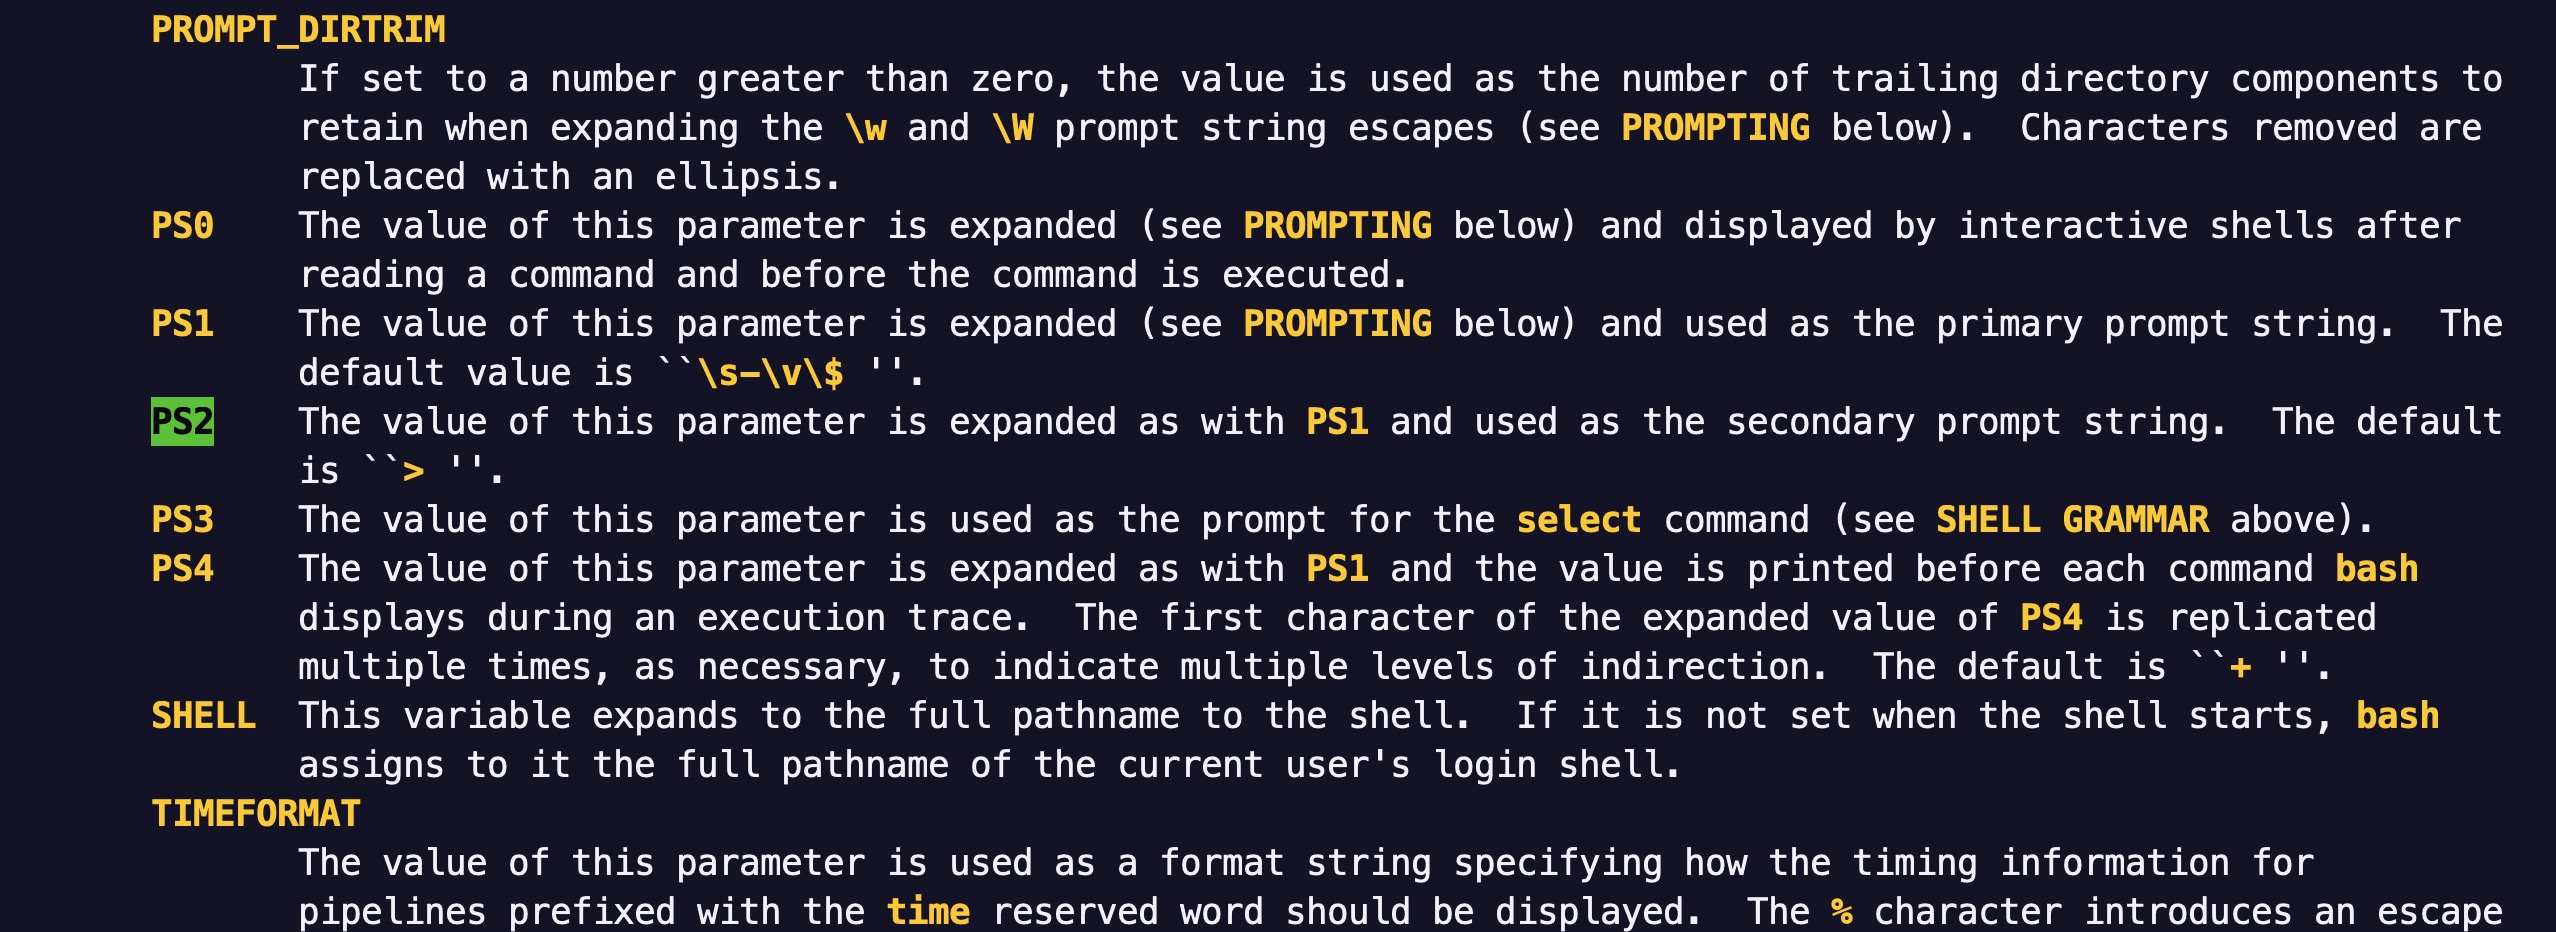 PROMPT_DIRTRIM
If set to a number greater than zero, the value is used as the number of trailing directory components to
retain when expanding the \w and \W prompt string escapes (see PROMPTING below).  Characters removed are
replaced with an ellipsis.
PS0    The value of this parameter is expanded (see PROMPTING below) and displayed by interactive shells after
reading a command and before the command is executed.
PS1    The value of this parameter is expanded (see PROMPTING below) and used as the primary prompt string.  The
default value is ``\s-\v\$ ''.
PS2    The value of this parameter is expanded as with PS1 and used as the secondary prompt string.  The default
is ``> ''.
PS3    The value of this parameter is used as the prompt for the select command (see SHELL GRAMMAR above).
PS4    The value of this parameter is expanded as with PS1 and the value is printed before each command bash
displays during an execution trace.  The first character of the expanded value of PS4 is replicated
multiple times, as necessary, to indicate multiple levels of indirection.  The default is ``+ ''.
SHELL  This variable expands to the full pathname to the shell.  If it is not set when the shell starts, bash
assigns to it the full pathname of the current user's login shell.
TIMEFORMAT
The value of this parameter is used as a format string specifying how the timing information for
pipelines prefixed with the time reserved word should be displayed.  The % character introduces an escape